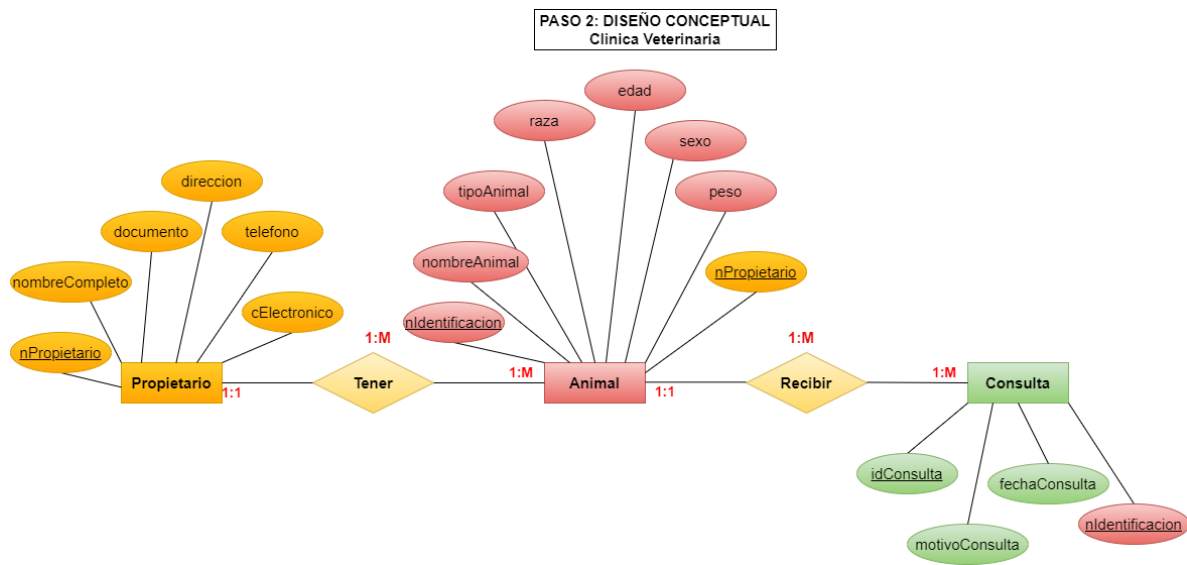 PASO 2: DISEÑO CONCEPTUAL
Clinica Veterinaria
edad
raza
sexo
direccion
tipoAnimal
peso
documento
telefono
nombreAnimal
nPropietario
nombreCompleto
cElectronico
nIdentificacion
nPropietario
1:M
1:M
Propietario
1:1
Tener
1:M
Animal
1:1
Recibir
1:M
Consulta
idConsulta
fechaConsulta
nIdentificacion
motivoConsulta